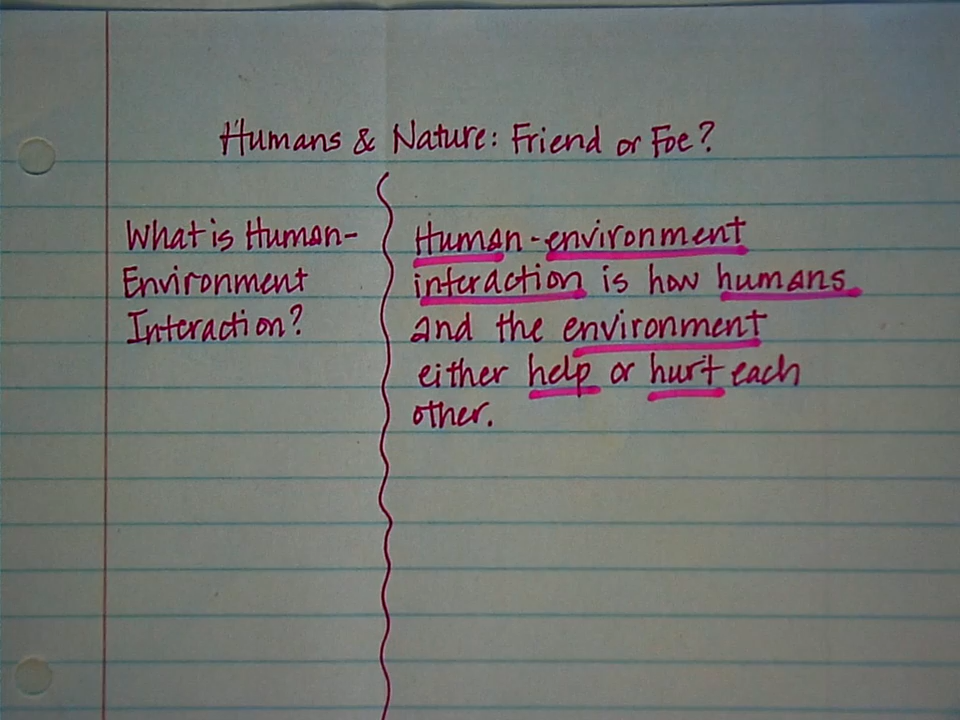 Humans & Nature: Friend or Foe?
What is Human-
Environment
Interaction?
Human-environment
interaction is how humans
and the environment
either help or hurt each
other.